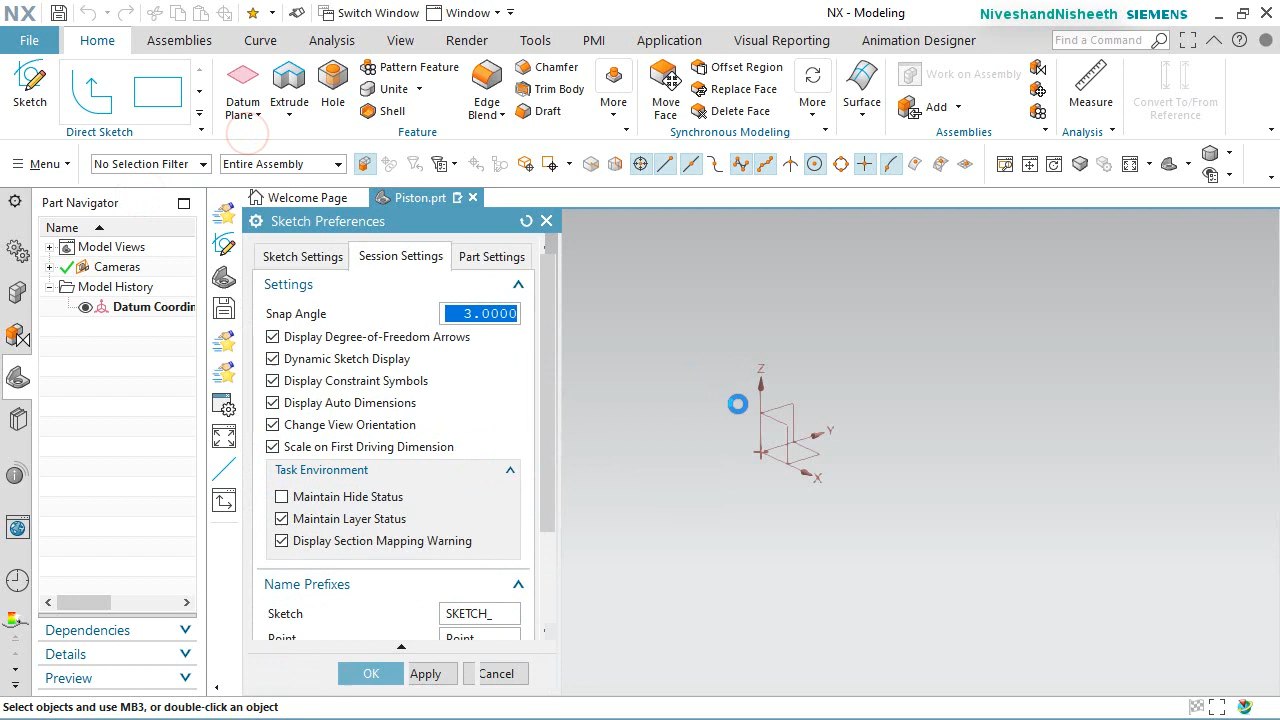 NX
Switch Window
Window
NX - Modeling
NiveshandNisheeth SIEMENS
File
Home
Assemblies
Curve
Analysis
View
Render
Tools
PMI
Application
Visual Reporting
Animation Designer
Find a Command
Sketch
Direct Sketch
Datum Plane
Extrude
Hole
Pattern Feature
Unite
Shell
Edge Blend
Chamfer
Trim Body
Draft
More
Feature
Move Face
Offset Region
Replace Face
Delete Face
More
Synchronous Modeling
Surface
Work on Assembly
Add
Assemblies
Measure
Analysis
Convert To/From Reference
Menu
No Selection Filter
Entire Assembly
Part Navigator
Name
Model Views
Cameras
Model History
Datum Coordin
Dependencies
Details
Preview
Welcome Page
Piston.prt
Sketch Preferences
Sketch Settings
Session Settings
Part Settings
Settings
Snap Angle
3.0000
Display Degree-of-Freedom Arrows
Dynamic Sketch Display
Display Constraint Symbols
Display Auto Dimensions
Change View Orientation
Scale on First Driving Dimension
Task Environment
Maintain Hide Status
Maintain Layer Status
Display Section Mapping Warning
Name Prefixes
Sketch
SKETCH_
Point
Point
OK
Apply
Cancel
Z
Y
X
Select objects and use MB3, or double-click an object